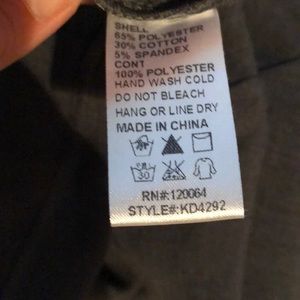 SHELL
65% POLYESTER
30% COTTON
5% SPANDEX
CONT
100% POLYESTER
HAND WASH COLD
DO NOT BLEACH
HANG OR LINE DRY
MADE IN CHINA
30
RN#:120064
STYLE#:KD4292